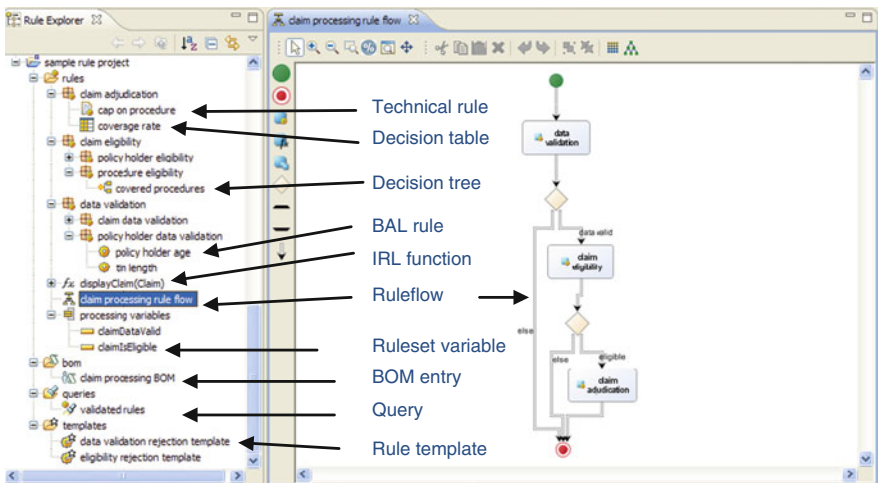 Rule Explorer
sample rule project
rules
claim adjudication
cap on procedure
coverage rate
claim eligibility
policy holder eligibility
procedure eligibility
covered procedures
data validation
claim data validation
policy holder data validation
policy holder age
tin length
fx displayClaim(Claim)
claim processing rule flow
processing variables
claimDataValid
claimIsEligible
bom
claim processing BOM
queries
validated rules
templates
data validation rejection template
eligibility rejection template
Technical rule
Decision table
Decision tree
BAL rule
IRL function
Ruleflow
Ruleset variable
BOM entry
Query
Rule template
claim processing rule flow
data
validation
data valid
claim
eligibility
else
else
eligible
claim
adjudication